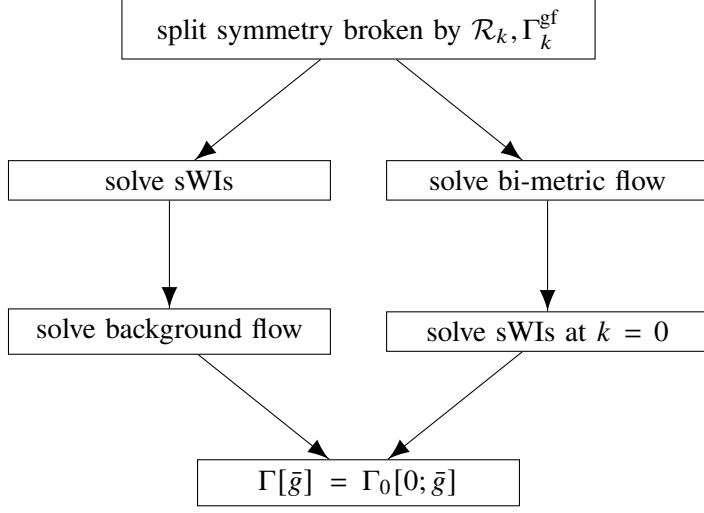 split symmetry broken by $\mathcal{R}_k, \Gamma_k^{\mathrm{gf}}$
solve sWIs
solve bi-metric flow
solve background flow
solve sWIs at $k = 0$
$\Gamma[\bar{g}] = \Gamma_0[0; \bar{g}]$